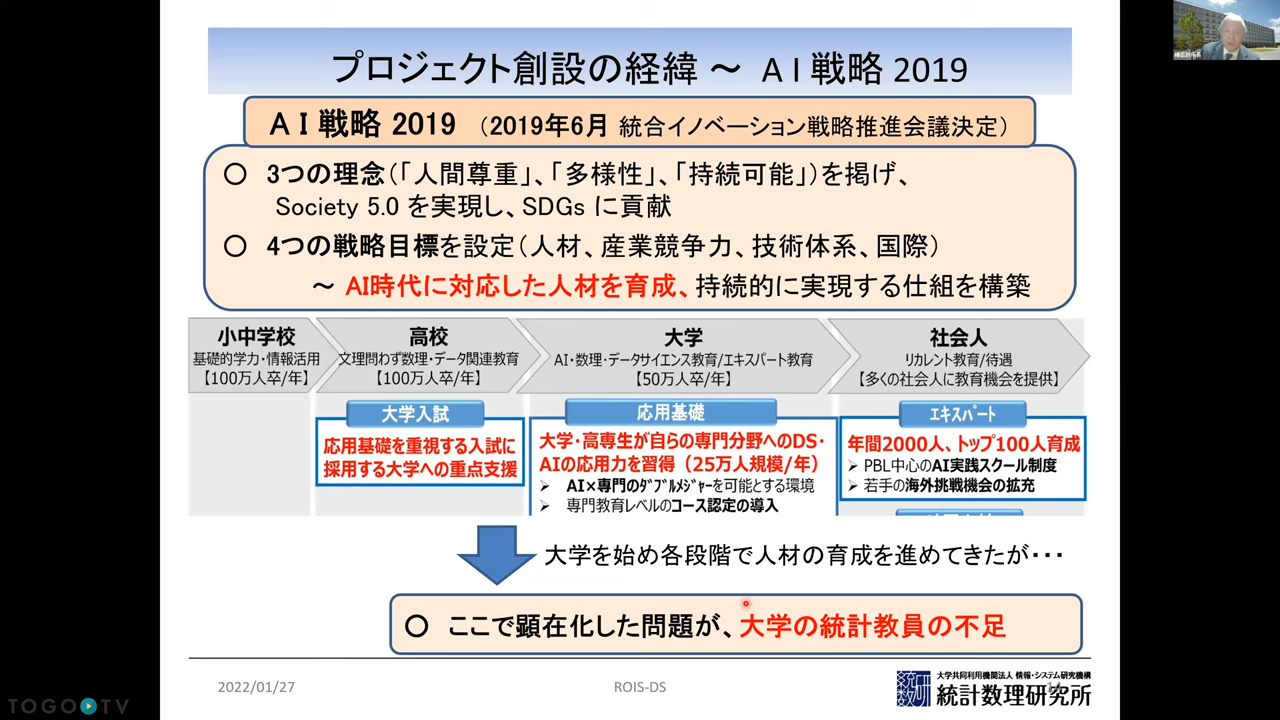 プロジェクト創設の経緯 ～ AI戦略 2019
AI戦略 2019 （2019年6月 統合イノベーション戦略推進会議決定）
○ 3つの理念（「人間尊重」、「多様性」、「持続可能」）を掲げ、
Society 5.0 を実現し、SDGs に貢献
○ 4つの戦略目標を設定（人材、産業競争力、技術体系、国際）
～ AI時代に対応した人材を育成、持続的に実現する仕組を構築
小中学校
基礎的学力・情報活用
【100万人卒/年】
高校
文理問わず数理・データ関連教育
【100万人卒/年】
大学
AI・数理・データサイエンス教育/エキスパート教育
【50万人卒/年】
社会人
リカレント教育/待遇
【多くの社会人に教育機会を提供】
大学入試
応用基礎を重視する入試に
採用する大学への重点支援
応用基礎
大学・高専生が自らの専門分野へのDS・
AIの応用力を習得（25万人規模/年）
➢ AI×専門のﾀﾞﾌﾞﾙﾒｼﾞｬｰを可能とする環境
➢ 専門教育レベルのコース認定の導入
エキスパート
年間2000人、トップ100人育成
➢ PBL中心のAI実践スクール制度
➢ 若手の海外挑戦機会の拡充
大学を始め各段階で人材の育成を進めてきたが・・・
○ ここで顕在化した問題が、大学の統計教員の不足
2022/01/27
ROIS-DS
大学共同利用機関法人 情報・システム研究機構
統計数理研究所
TOGO TV